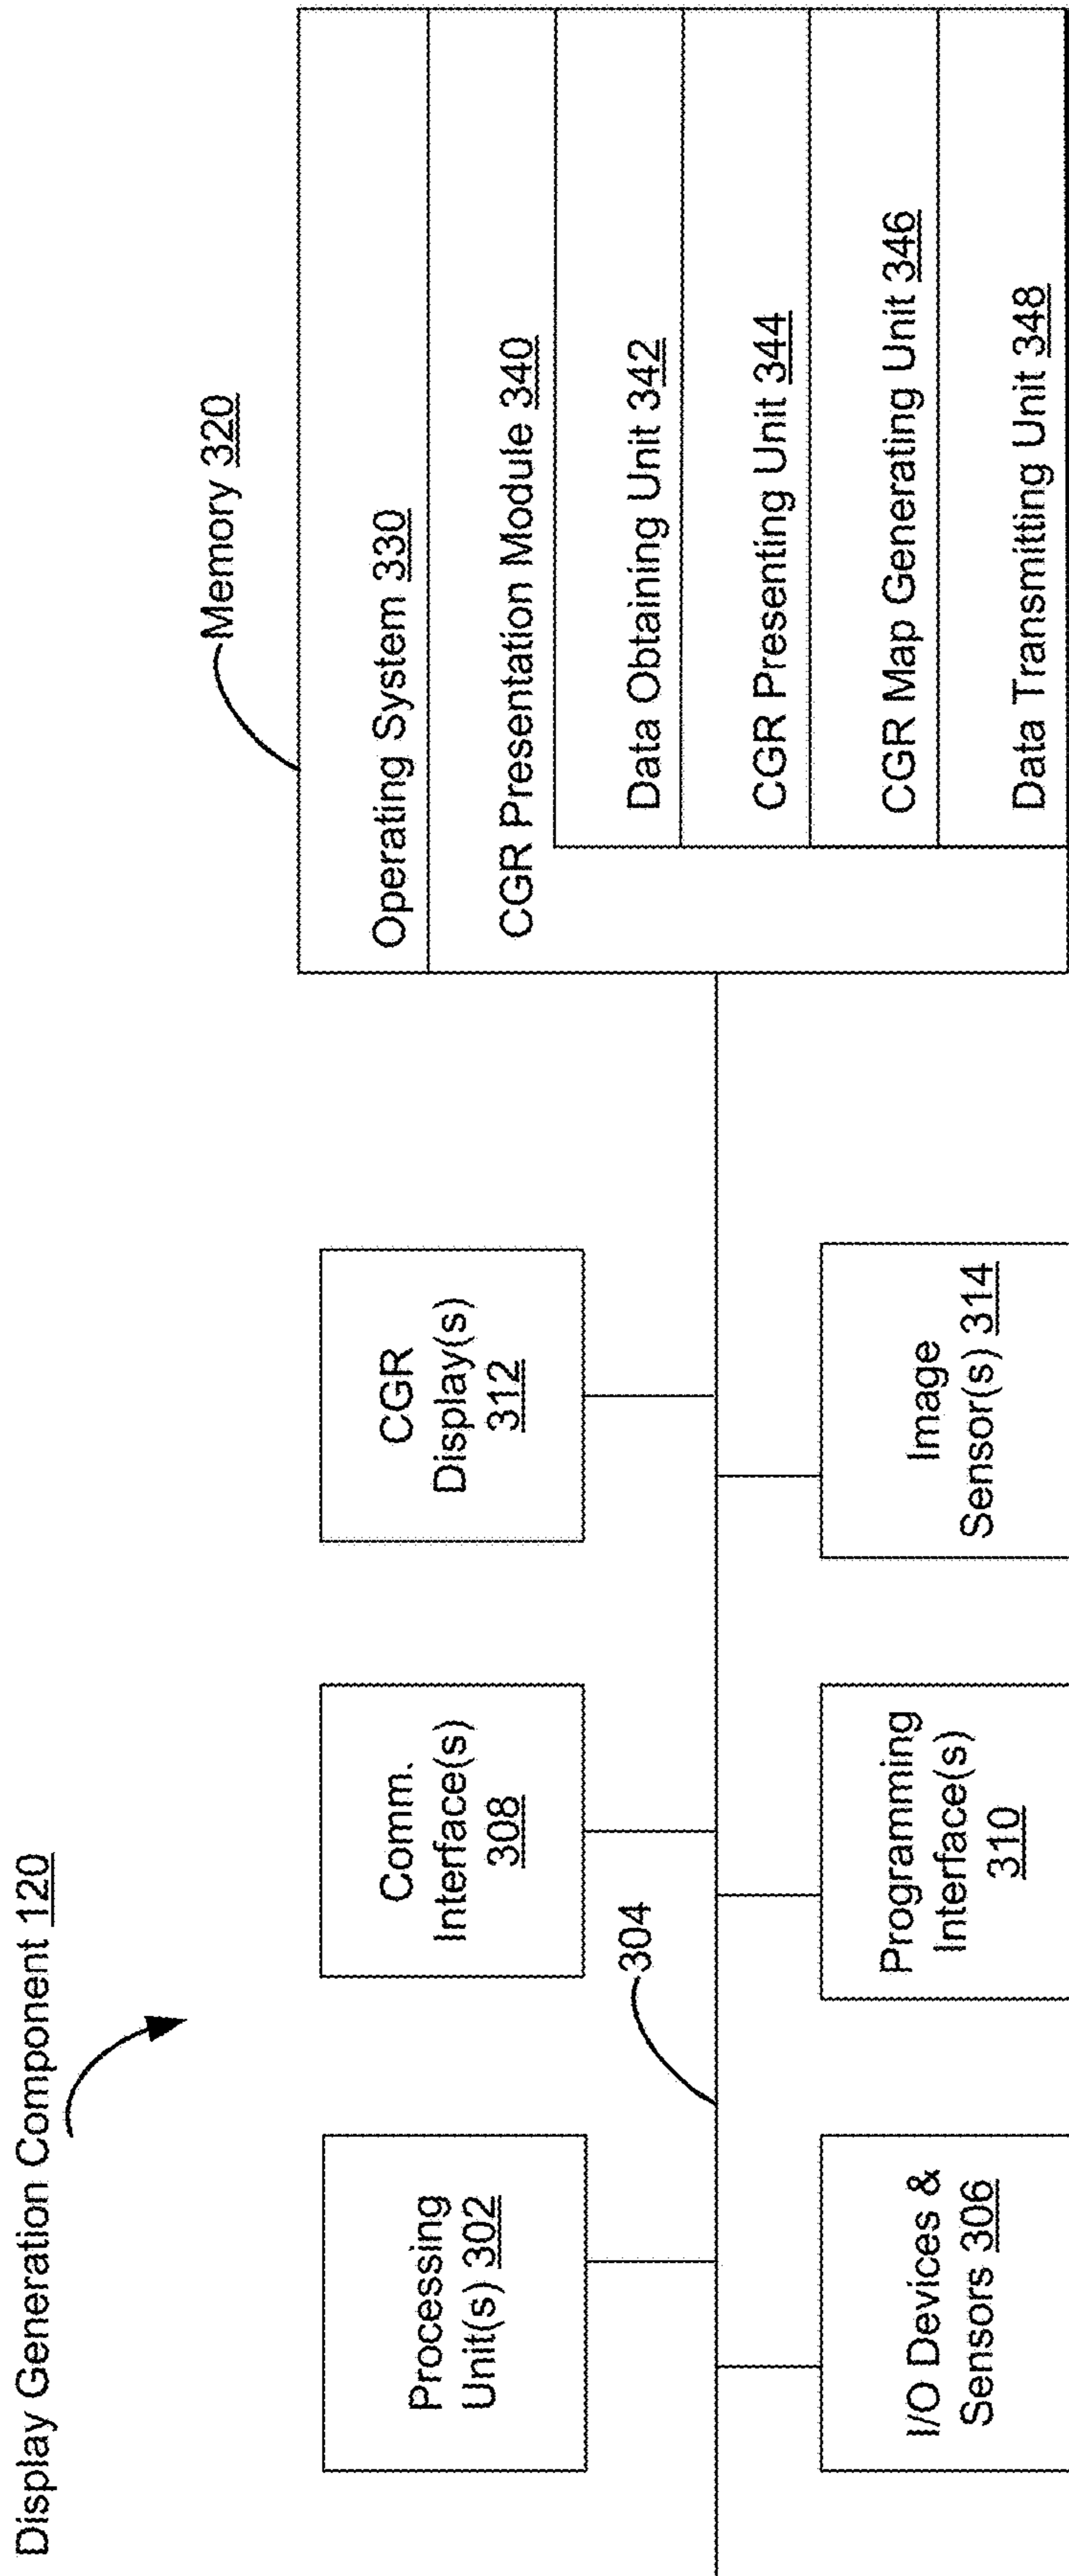 Display Generation Component 120
Memory 320
Operating System 330
CGR Presentation Module 340
Data Obtaining Unit 342
CGR Presenting Unit 344
CGR Map Generating Unit 346
Data Transmitting Unit 348
Processing
Unit(s) 302
Comm.
Interface(s)
308
CGR
Display(s)
312
304
I/O Devices &
Sensors 306
Programming
Interface(s)
310
Image
Sensor(s) 314